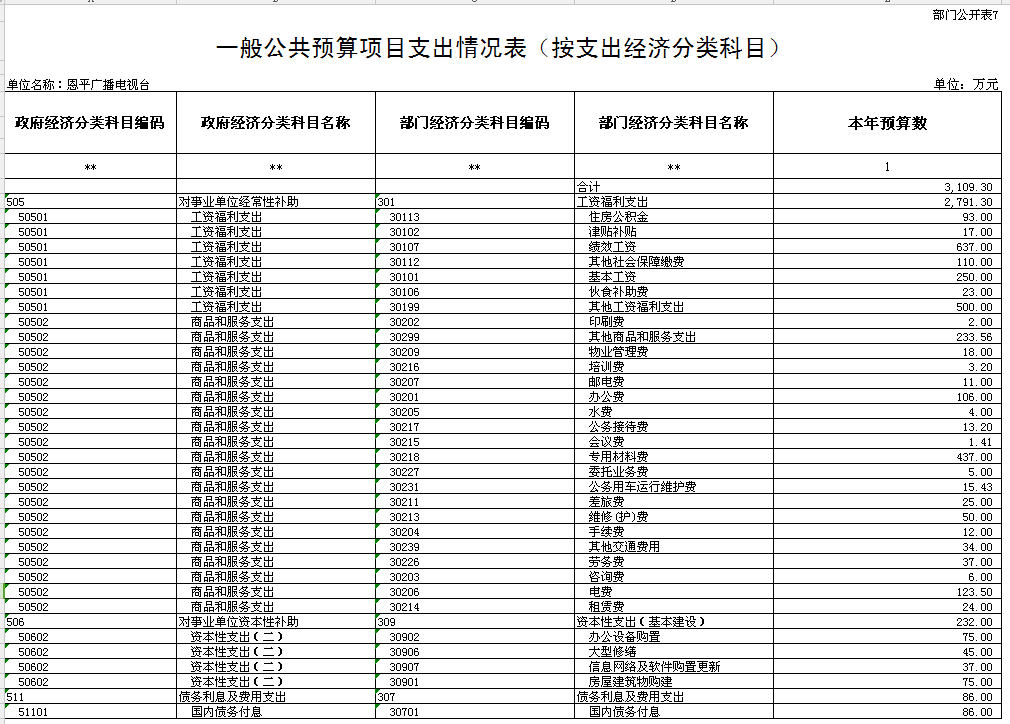 部门公开表7
一般公共预算项目支出情况表（按支出经济分类科目）
单位名称：恩平广播电视台 单位：万元
政府经济分类科目编码 政府经济分类科目名称 部门经济分类科目编码 部门经济分类科目名称 本年预算数
** ** ** ** 1
合计 3,109.30
505 对事业单位经常性补助 301 工资福利支出 2,791.30
50501 工资福利支出 30113 住房公积金 93.00
50501 工资福利支出 30102 津贴补贴 17.00
50501 工资福利支出 30107 绩效工资 637.00
50501 工资福利支出 30112 其他社会保障缴费 110.00
50501 工资福利支出 30101 基本工资 250.00
50501 工资福利支出 30106 伙食补助费 23.00
50501 工资福利支出 30199 其他工资福利支出 500.00
50502 商品和服务支出 30202 印刷费 2.00
50502 商品和服务支出 30299 其他商品和服务支出 233.56
50502 商品和服务支出 30209 物业管理费 18.00
50502 商品和服务支出 30216 培训费 3.20
50502 商品和服务支出 30207 邮电费 11.00
50502 商品和服务支出 30201 办公费 106.00
50502 商品和服务支出 30205 水费 4.00
50502 商品和服务支出 30217 公务接待费 13.20
50502 商品和服务支出 30215 会议费 1.41
50502 商品和服务支出 30218 专用材料费 437.00
50502 商品和服务支出 30227 委托业务费 5.00
50502 商品和服务支出 30231 公务用车运行维护费 15.43
50502 商品和服务支出 30211 差旅费 25.00
50502 商品和服务支出 30213 维修(护)费 50.00
50502 商品和服务支出 30204 手续费 12.00
50502 商品和服务支出 30239 其他交通费用 34.00
50502 商品和服务支出 30226 劳务费 37.00
50502 商品和服务支出 30203 咨询费 6.00
50502 商品和服务支出 30206 电费 123.50
50502 商品和服务支出 30214 租赁费 24.00
506 对事业单位资本性补助 309 资本性支出（基本建设） 232.00
50602 资本性支出（二） 30902 办公设备购置 75.00
50602 资本性支出（二） 30906 大型修缮 45.00
50602 资本性支出（二） 30907 信息网络及软件购置更新 37.00
50602 资本性支出（二） 30901 房屋建筑物购建 75.00
511 债务利息及费用支出 307 债务利息及费用支出 86.00
51101 国内债务付息 30701 国内债务付息 86.00